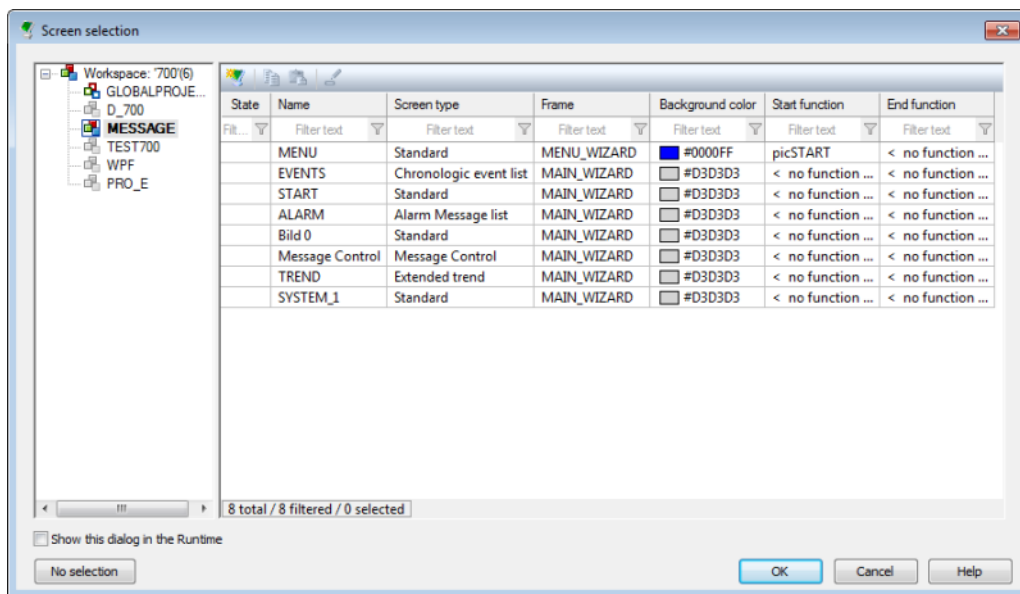 Screen selection
Workspace: '700'(6)
GLOBALPROJE...
D_700
MESSAGE
TEST700
WPF
PRO_E
State Name Screen type Frame Background color Start function End function
Filt... Filter text Filter text Filter text Filter text Filter text Filter text
MENU Standard MENU_WIZARD #0000FF picSTART < no function ...
EVENTS Chronologic event list MAIN_WIZARD #D3D3D3 < no function ... < no function ...
START Standard MAIN_WIZARD #D3D3D3 < no function ... < no function ...
ALARM Alarm Message list MAIN_WIZARD #D3D3D3 < no function ... < no function ...
Bild 0 Standard MAIN_WIZARD #D3D3D3 < no function ... < no function ...
Message Control Message Control MAIN_WIZARD #D3D3D3 < no function ... < no function ...
TREND Extended trend MAIN_WIZARD #D3D3D3 < no function ... < no function ...
SYSTEM_1 Standard MAIN_WIZARD #D3D3D3 < no function ... < no function ...
8 total / 8 filtered / 0 selected
Show this dialog in the Runtime
No selection OK Cancel Help